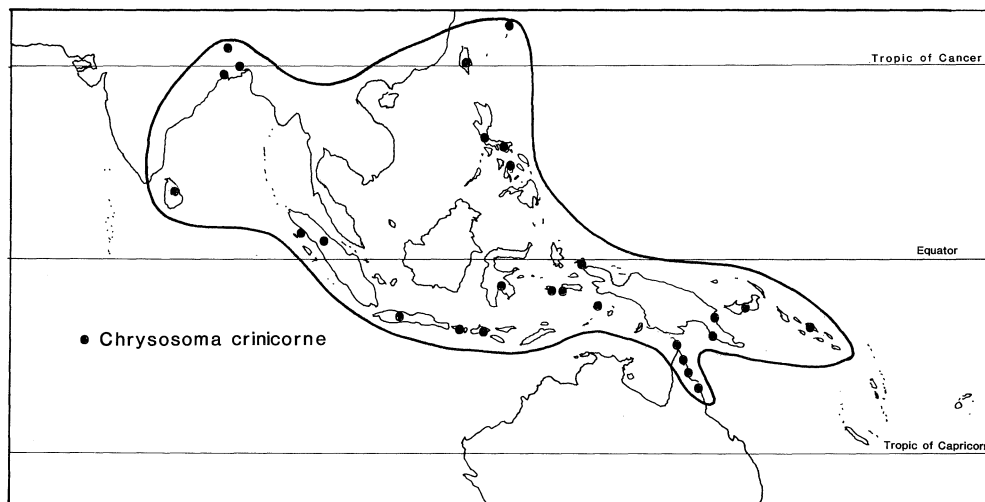 Tropic of Cancer
Equator
Chrysosoma crinicorne
Tropic of Capricorn